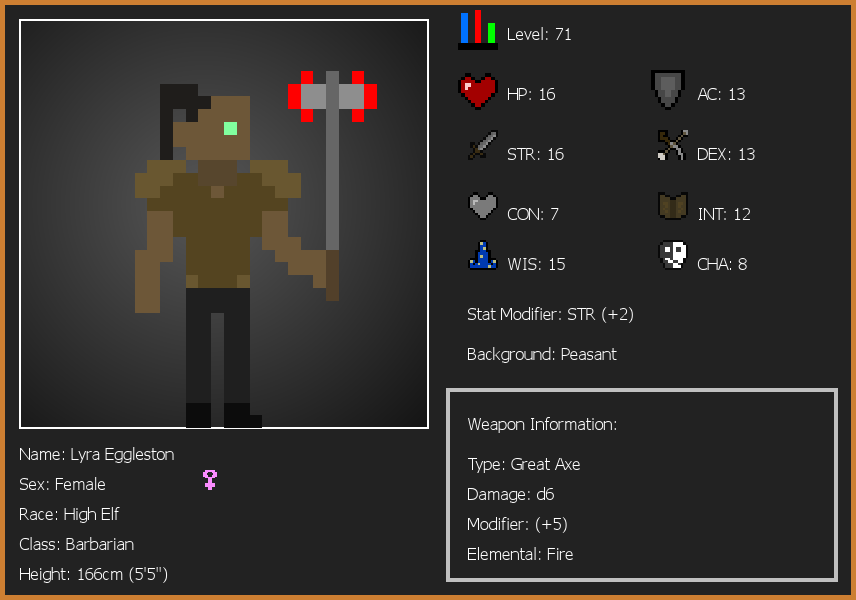 Level: 71
HP: 16
AC: 13
STR: 16
DEX: 13
CON: 7
INT: 12
WIS: 15
CHA: 8
Stat Modifier: STR (+2)
Background: Peasant
Weapon Information:
Type: Great Axe
Damage: d6
Modifier: (+5)
Elemental: Fire
Name: Lyra Eggleston
Sex: Female
Race: High Elf
Class: Barbarian
Height: 166cm (5'5")